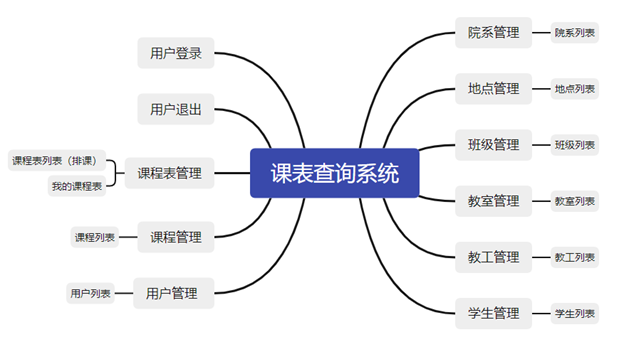 用户登录
用户退出
课程表列表（排课）
我的课程表
课程表管理
课程列表
课程管理
用户列表
用户管理
课表查询系统
院系管理
院系列表
地点管理
地点列表
班级管理
班级列表
教室管理
教室列表
教工管理
教工列表
学生管理
学生列表